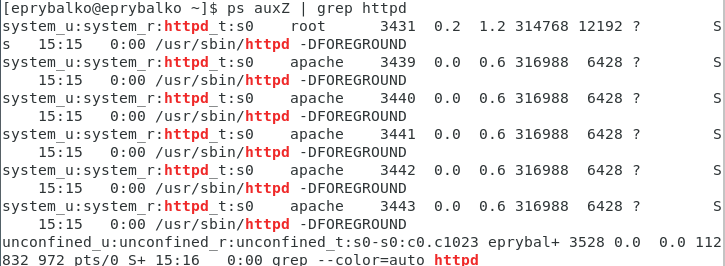 [eprybalko@eprybalko ~]$ ps auxZ | grep httpd
system_u:system_r:httpd_t:s0    root      3431  0.2  1.2 314768 12192 ?        S
s   15:15   0:00 /usr/sbin/httpd -DFOREGROUND
system_u:system_r:httpd_t:s0    apache    3439  0.0  0.6 316988  6428 ?        S
    15:15   0:00 /usr/sbin/httpd -DFOREGROUND
system_u:system_r:httpd_t:s0    apache    3440  0.0  0.6 316988  6428 ?        S
    15:15   0:00 /usr/sbin/httpd -DFOREGROUND
system_u:system_r:httpd_t:s0    apache    3441  0.0  0.6 316988  6428 ?        S
    15:15   0:00 /usr/sbin/httpd -DFOREGROUND
system_u:system_r:httpd_t:s0    apache    3442  0.0  0.6 316988  6428 ?        S
    15:15   0:00 /usr/sbin/httpd -DFOREGROUND
system_u:system_r:httpd_t:s0    apache    3443  0.0  0.6 316988  6428 ?        S
    15:15   0:00 /usr/sbin/httpd -DFOREGROUND
unconfined_u:unconfined_r:unconfined_t:s0-s0:c0.c1023 eprybal+ 3528 0.0  0.0 112
832 972 pts/0 S+ 15:16   0:00 grep --color=auto httpd